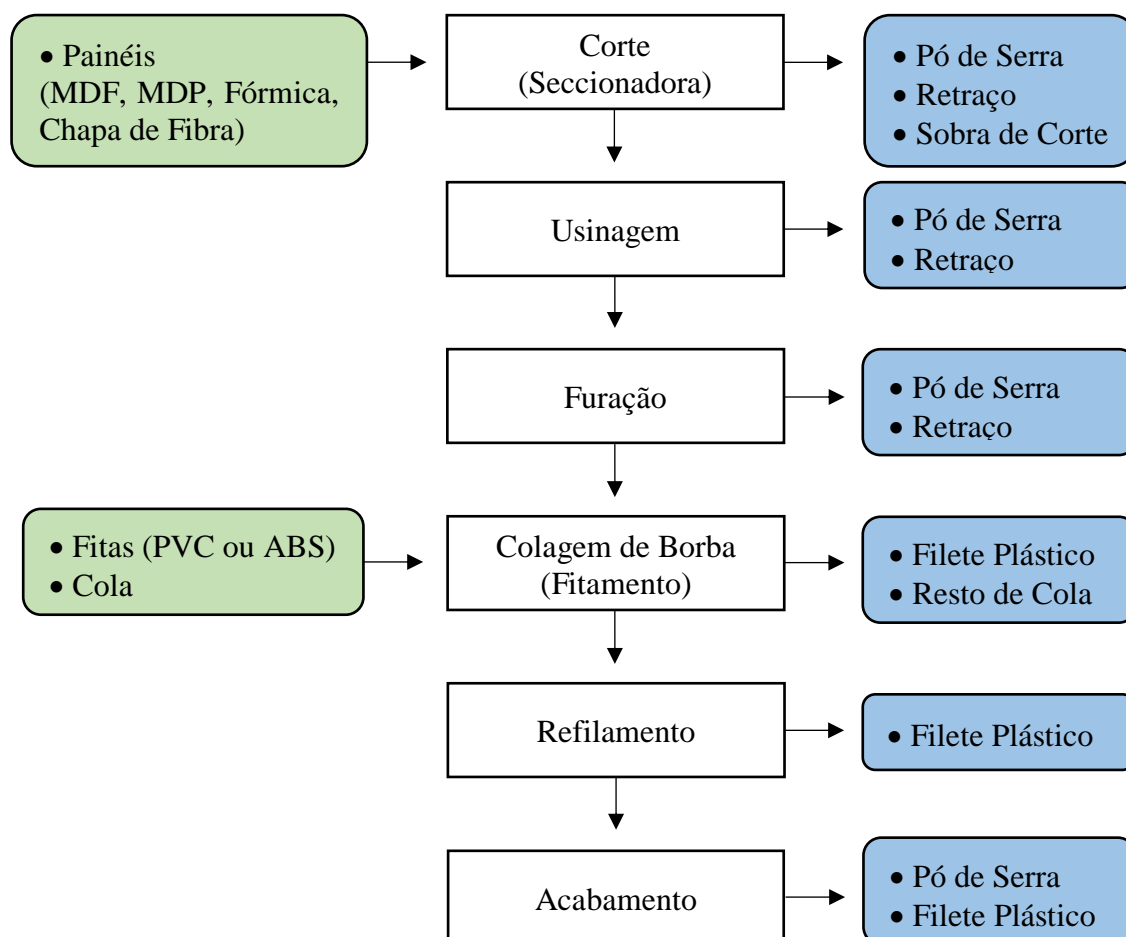 • Painéis
(MDF, MDP, Fórmica,
Chapa de Fibra)
Corte
(Seccionadora)
• Pó de Serra
• Retraço
• Sobra de Corte
Usinagem
• Pó de Serra
• Retraço
Furação
• Pó de Serra
• Retraço
• Fitas (PVC ou ABS)
• Cola
Colagem de Borba
(Fitamento)
• Filete Plástico
• Resto de Cola
Refilamento
• Filete Plástico
Acabamento
• Pó de Serra
• Filete Plástico